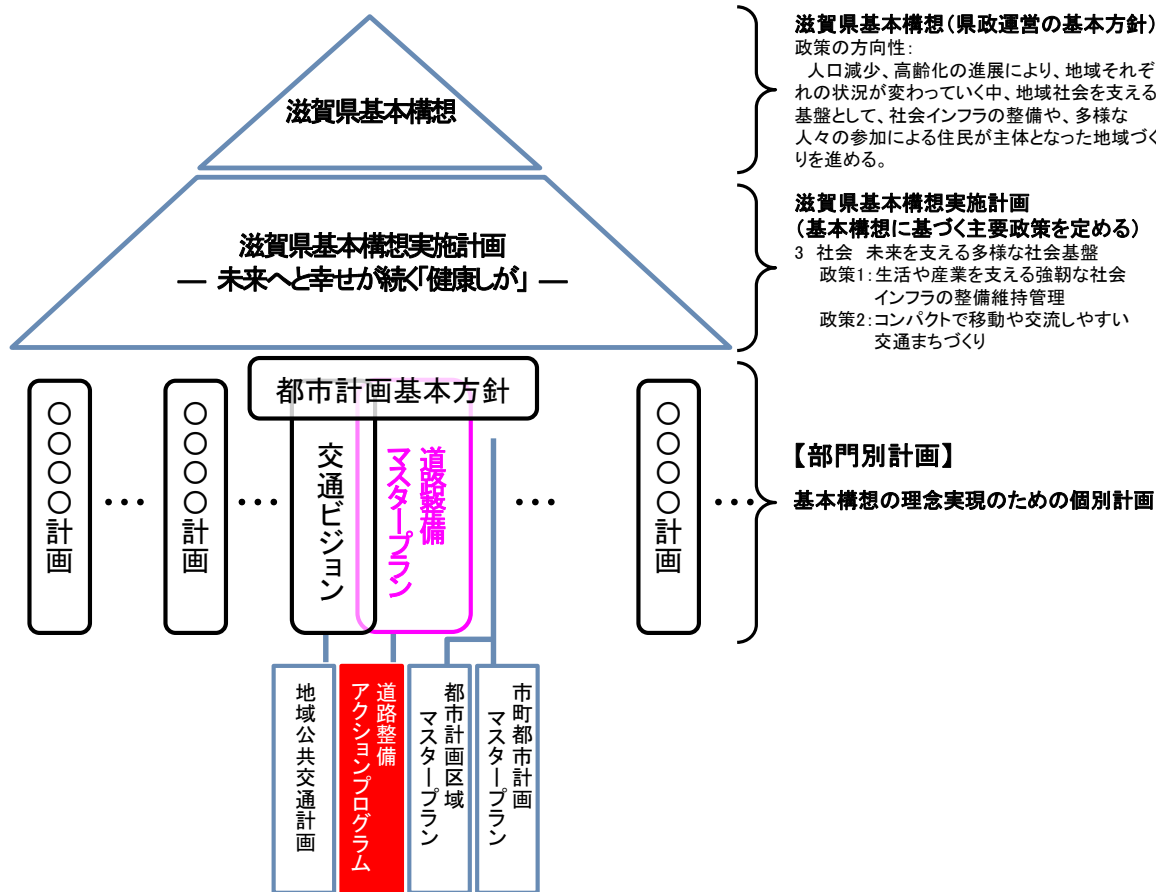 滋賀県基本構想
滋賀県基本構想実施計画
― 未来へと幸せが続く「健康しが」 ―
滋賀県基本構想(県政運営の基本方針)
政策の方向性:
人口減少、高齢化の進展により、地域それぞ
れの状況が変わっていく中、地域社会を支える
基盤として、社会インフラの整備や、多様な
人々の参加による住民が主体となった地域づく
りを進める。
滋賀県基本構想実施計画
(基本構想に基づく主要政策を定める)
3 社会 未来を支える多様な社会基盤
政策1:生活や産業を支える強靭な社会
インフラの整備維持管理
政策2:コンパクトで移動や交流しやすい
交通まちづくり
都市計画基本方針
○○○○計画
…
○○○○計画
…
交通ビジョン
道路整備
マスタープラン
…
○○○○計画
…
【部門別計画】
基本構想の理念実現のための個別計画
地域公共交通計画
道路整備
アクションプログラム
都市計画区域
マスタープラン
市町都市計画
マスタープラン